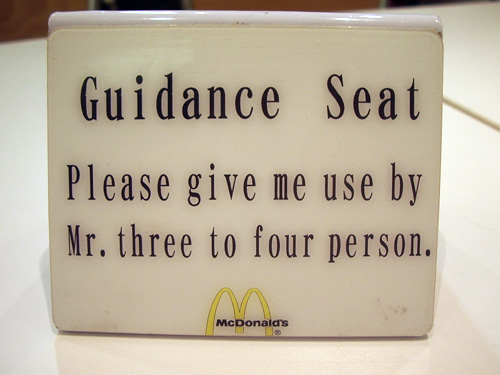 Guidance Seat
Please give me use by
Mr. three to four person.
McDonald's ®